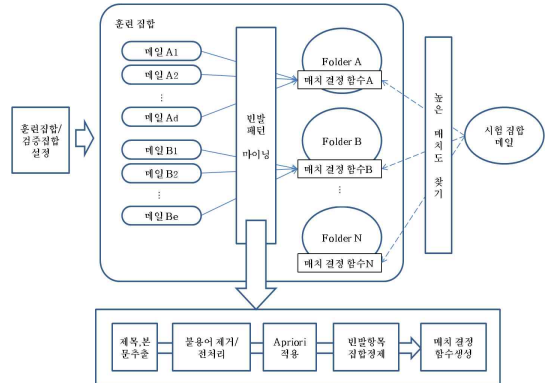 훈련 집합
메일 A1
메일 A2
⋮
메일 Ad
메일 B1
메일 B2
⋮
메일 Be
훈련집합/
검증집합
설정
빈발
패턴
마이닝
Folder A
매치 결정 함수A
Folder B
매치 결정 함수B
⋮
Folder N
매치 결정 함수N
높은 매치도 찾기
시험 집합
메일
제목,본
문추출
불용어 제거/
전처리
Apriori
적용
빈발항목
집합정제
매치 결정
함수생성